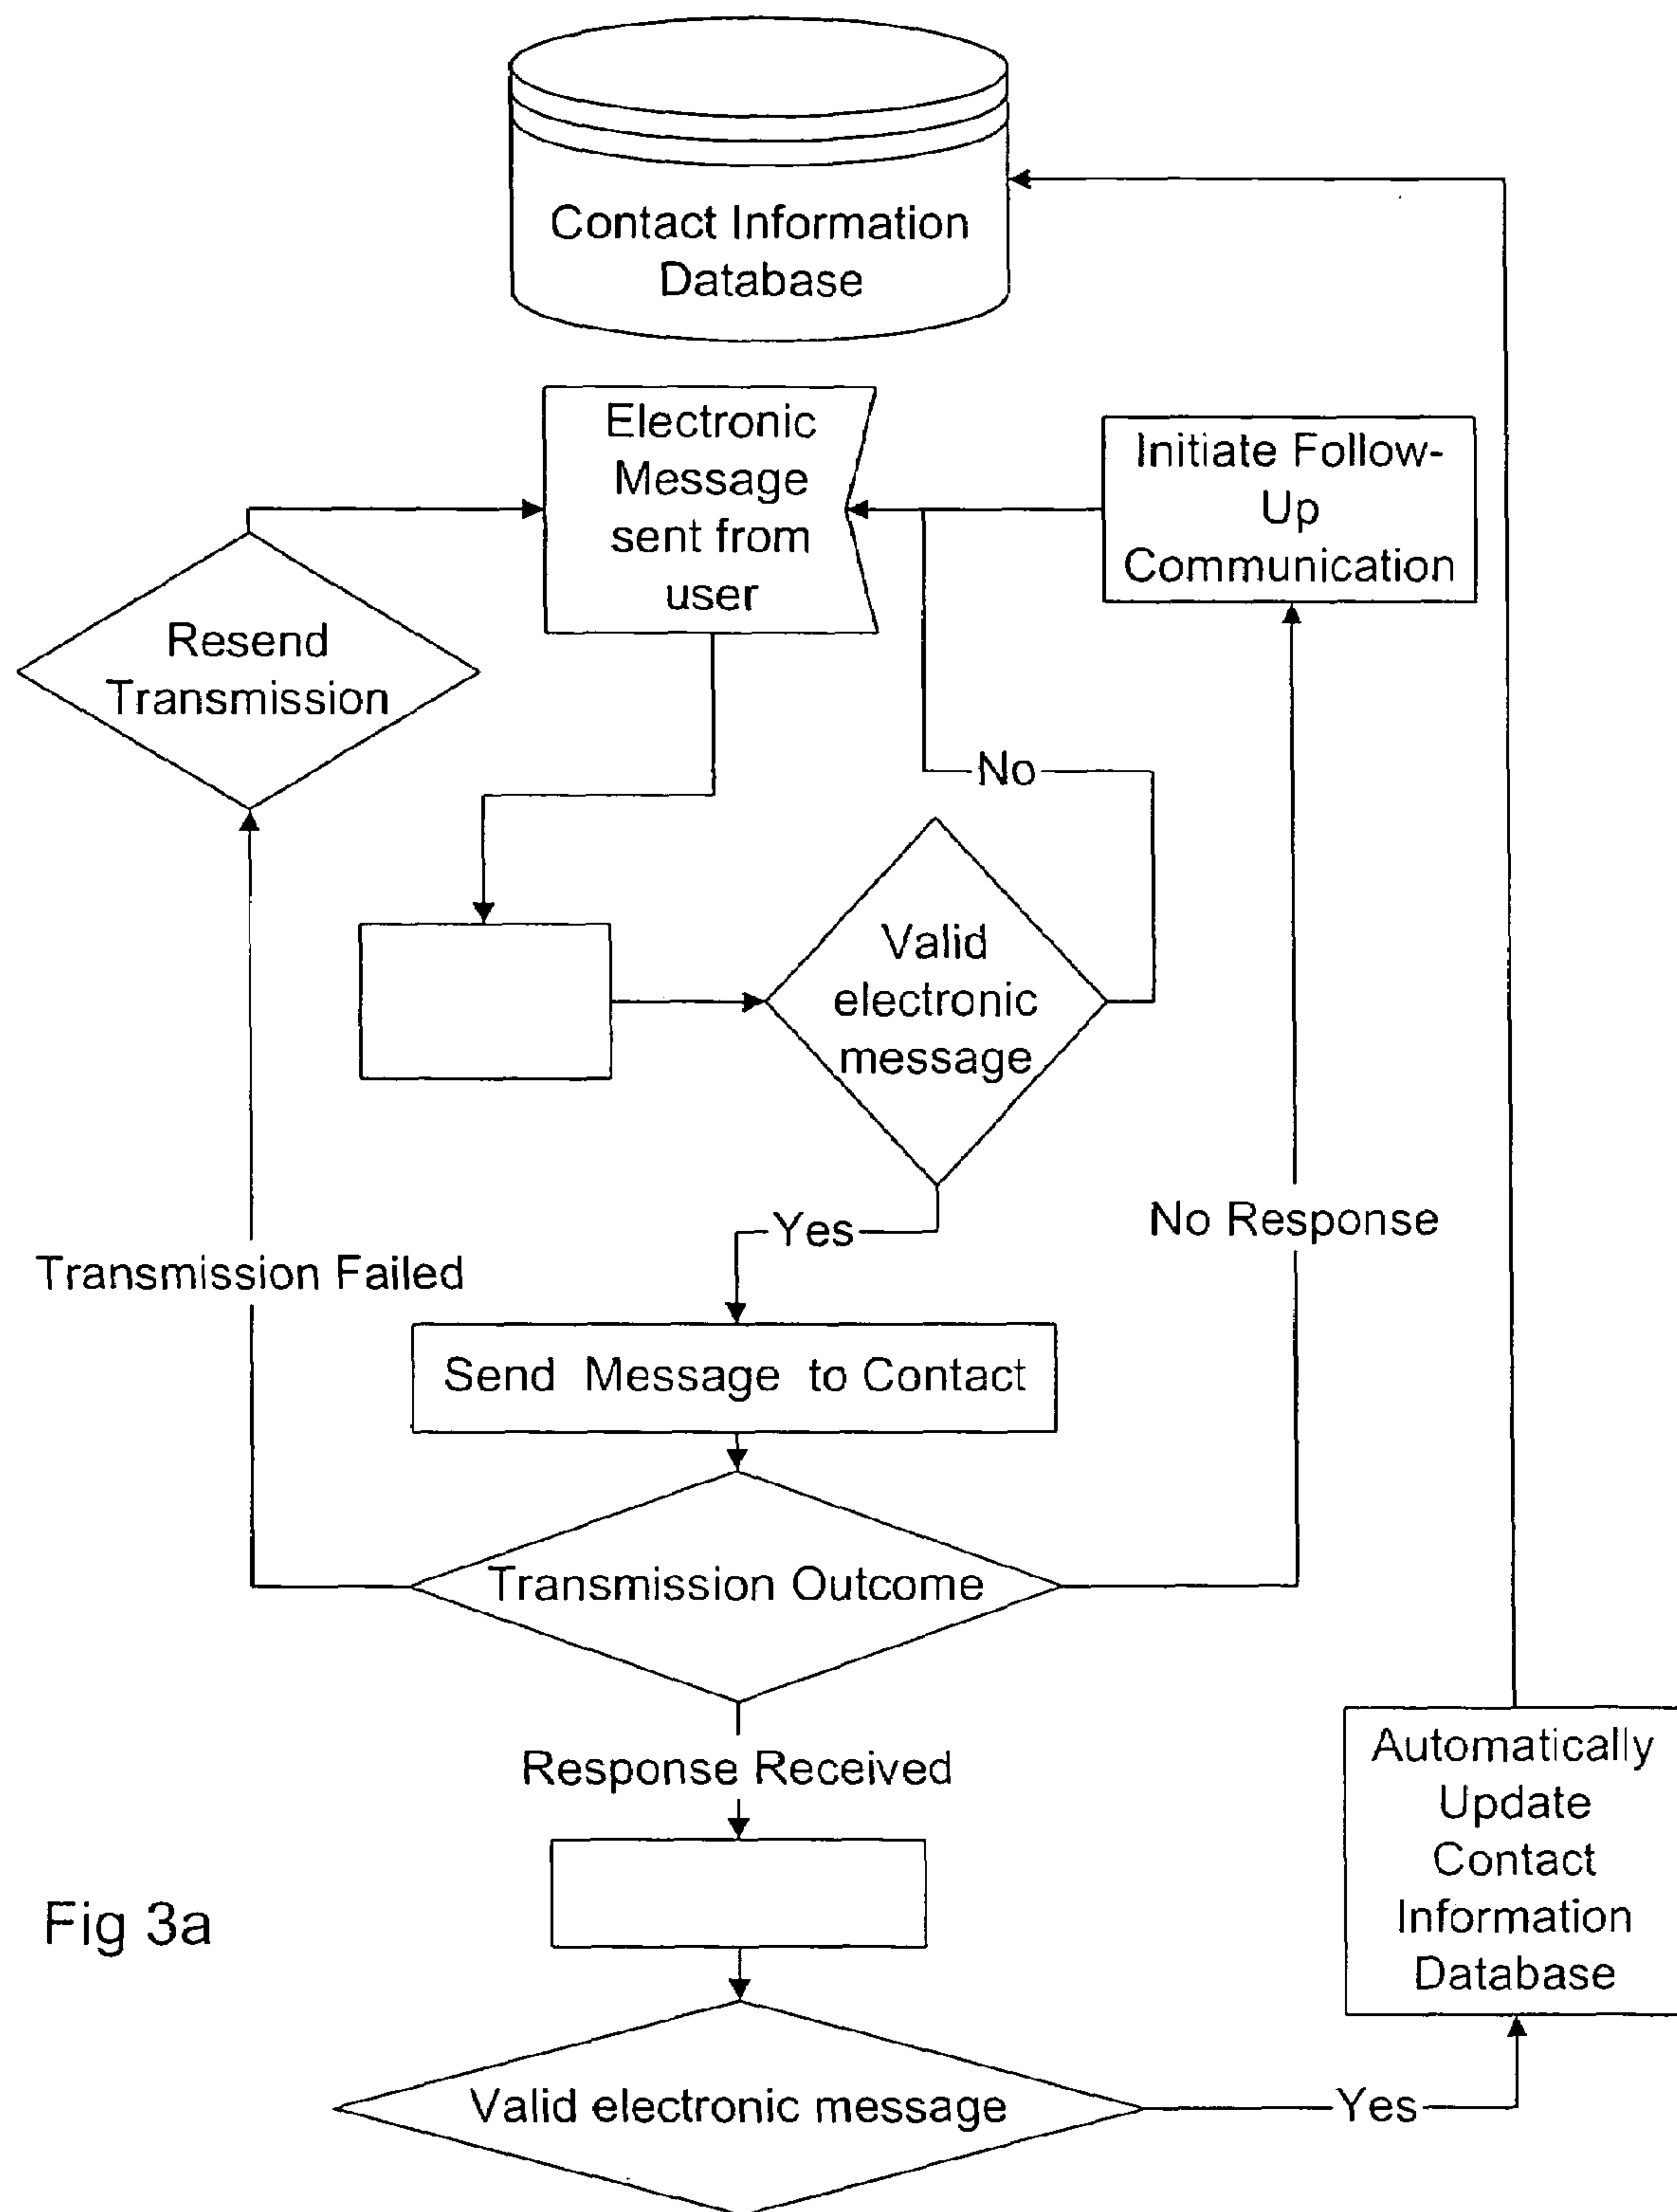 Contact Information
Database
Electronic
Message
sent from
user
Initiate Follow-
Up
Communication
Resend
Transmission
No
Valid
electronic
message
Yes
No Response
Transmission Failed
Send Message to Contact
Transmission Outcome
Response Received
Automatically
Update
Contact
Information
Database
Fig 3a
Valid electronic message
Yes